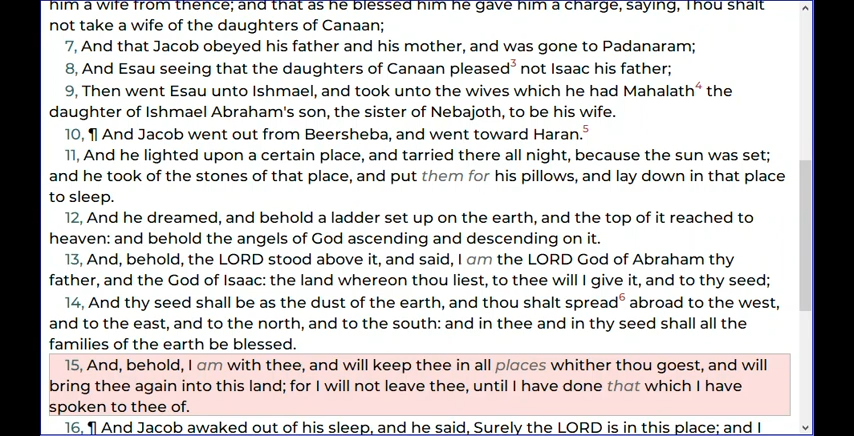 him a wife from thence; and that as he blessed him he gave him a charge, saying, Thou shalt
not take a wife of the daughters of Canaan;
7, And that Jacob obeyed his father and his mother, and was gone to Padanaram;
8, And Esau seeing that the daughters of Canaan pleased3 not Isaac his father;
9, Then went Esau unto Ishmael, and took unto the wives which he had Mahalath4 the
daughter of Ishmael Abraham's son, the sister of Nebajoth, to be his wife.
10, ¶ And Jacob went out from Beersheba, and went toward Haran.5
11, And he lighted upon a certain place, and tarried there all night, because the sun was set;
and he took of the stones of that place, and put them for his pillows, and lay down in that place
to sleep.
12, And he dreamed, and behold a ladder set up on the earth, and the top of it reached to
heaven: and behold the angels of God ascending and descending on it.
13, And, behold, the LORD stood above it, and said, I am the LORD God of Abraham thy
father, and the God of Isaac: the land whereon thou liest, to thee will I give it, and to thy seed;
14, And thy seed shall be as the dust of the earth, and thou shalt spread6 abroad to the west,
and to the east, and to the north, and to the south: and in thee and in thy seed shall all the
families of the earth be blessed.
15, And, behold, I am with thee, and will keep thee in all places whither thou goest, and will
bring thee again into this land; for I will not leave thee, until I have done that which I have
spoken to thee of.
16, ¶ And Jacob awaked out of his sleep, and he said, Surely the LORD is in this place; and I